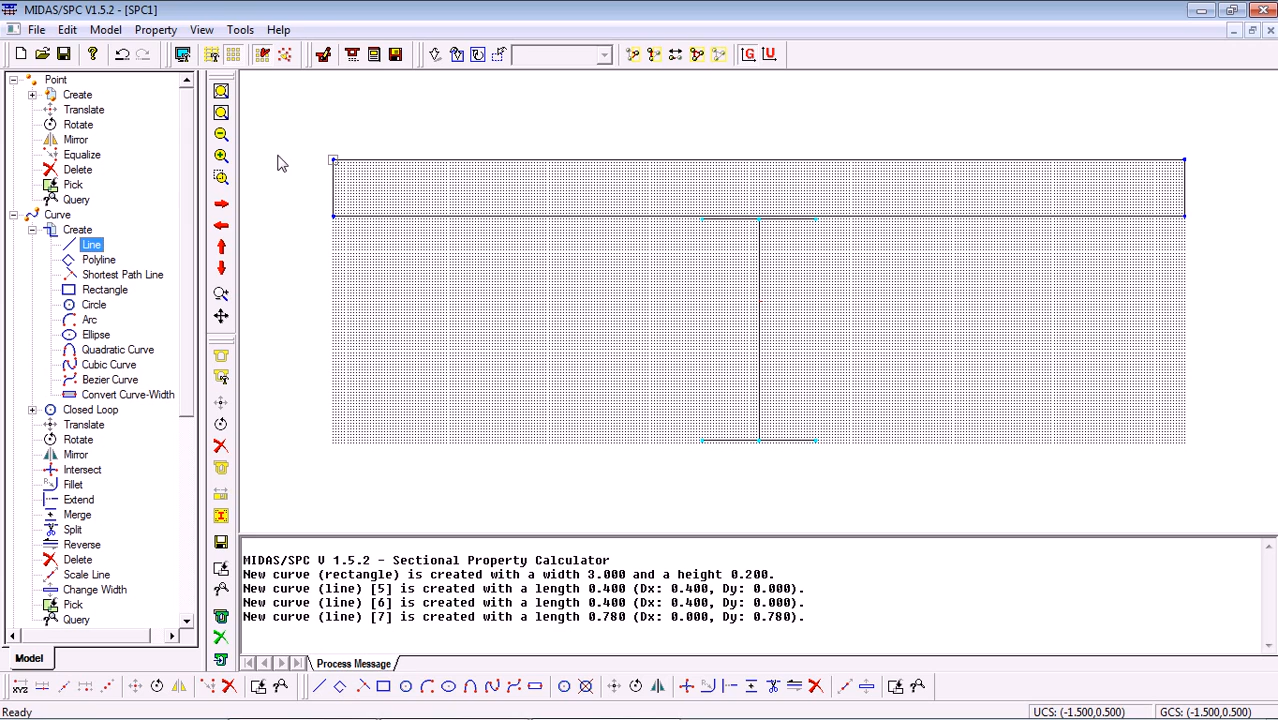 MIDAS/SPC V1.5.2 - [SPC1]
File Edit Model Property View Tools Help
Point
Create
Translate
Rotate
Mirror
Equalize
Delete
Pick
Query
Curve
Create
Line
Polyline
Shortest Path Line
Rectangle
Circle
Arc
Ellipse
Quadratic Curve
Cubic Curve
Bezier Curve
Convert Curve-Width
Closed Loop
Translate
Rotate
Mirror
Intersect
Fillet
Extend
Merge
Split
Reverse
Delete
Scale Line
Change Width
Pick
Query
Model
MIDAS/SPC V 1.5.2 - Sectional Property Calculator
New curve (rectangle) is created with a width 3.000 and a height 0.200.
New curve (line) [5] is created with a length 0.400 (Dx: 0.400, Dy: 0.000).
New curve (line) [6] is created with a length 0.400 (Dx: 0.400, Dy: 0.000).
New curve (line) [7] is created with a length 0.780 (Dx: 0.000, Dy: 0.780).
Process Message
XYZ
Ready
UCS: (-1.500,0.500)
GCS: (-1.500,0.500)